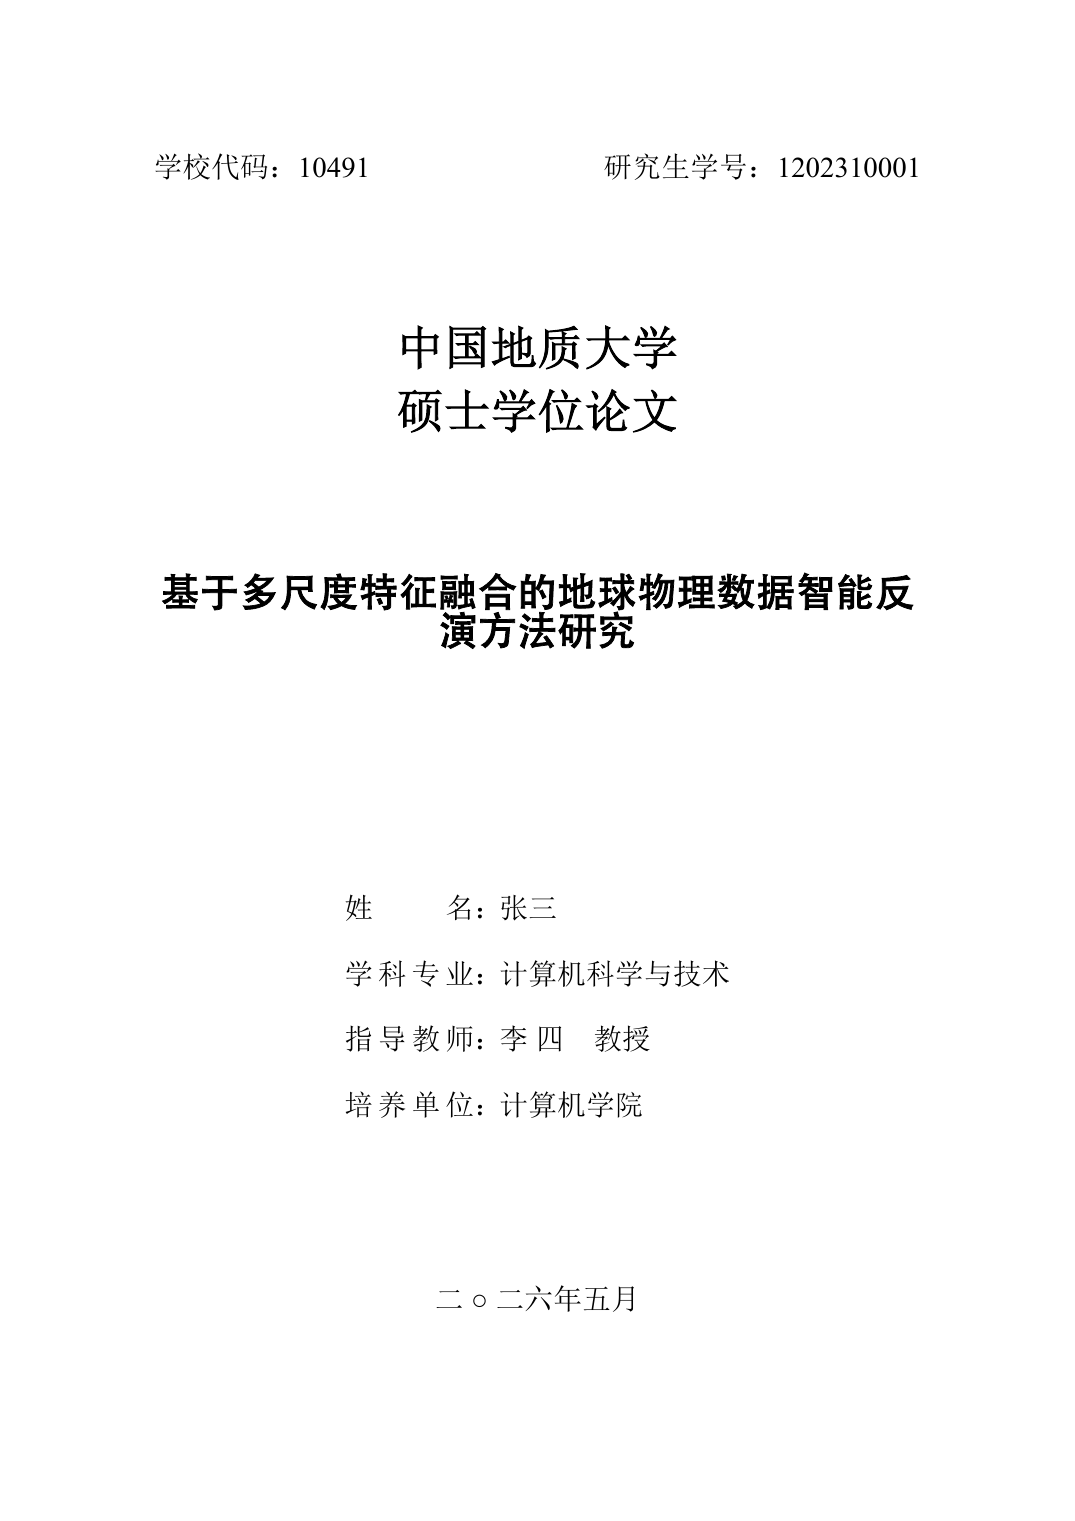 学校代码：10491 研究生学号：1202310001
中国地质大学
硕士学位论文
基于多尺度特征融合的地球物理数据智能反
演方法研究
姓 名：张三
学科专业：计算机科学与技术
指导教师：李 四 教授
培养单位：计算机学院
二○二六年五月